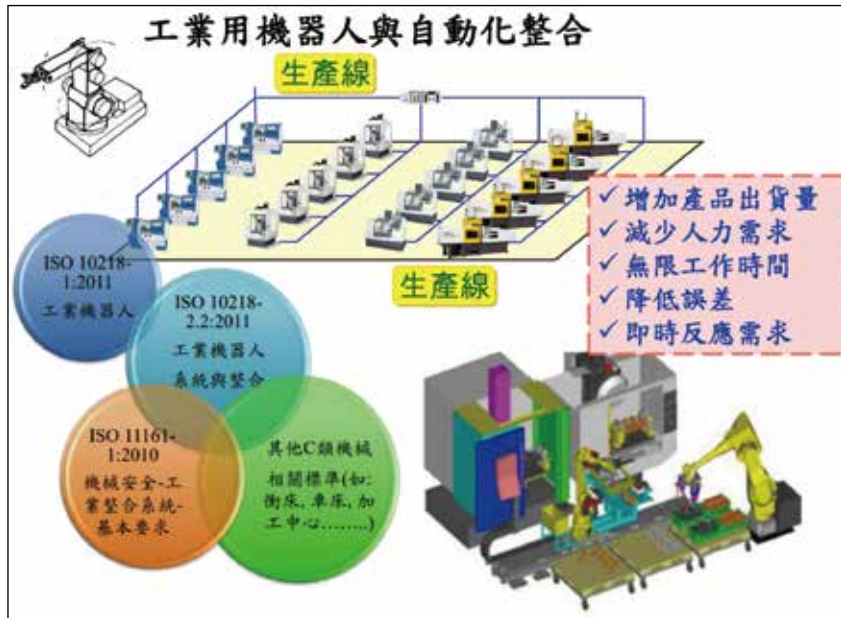 工業用機器人與自動化整合
生產線
生產線
✓ 增加產品出貨量
✓ 減少人力需求
✓ 無限工作時間
✓ 降低誤差
✓ 即時反應需求
ISO 10218-
1:2011
工業機器人
ISO 10218-
2.2:2011
工業機器人
系統與整合
ISO 11161-
1:2010
機械安全-工
業整合系統-
基本要求
其他C類機械
相關標準(如:
衝床, 車床, 加
工中心........)